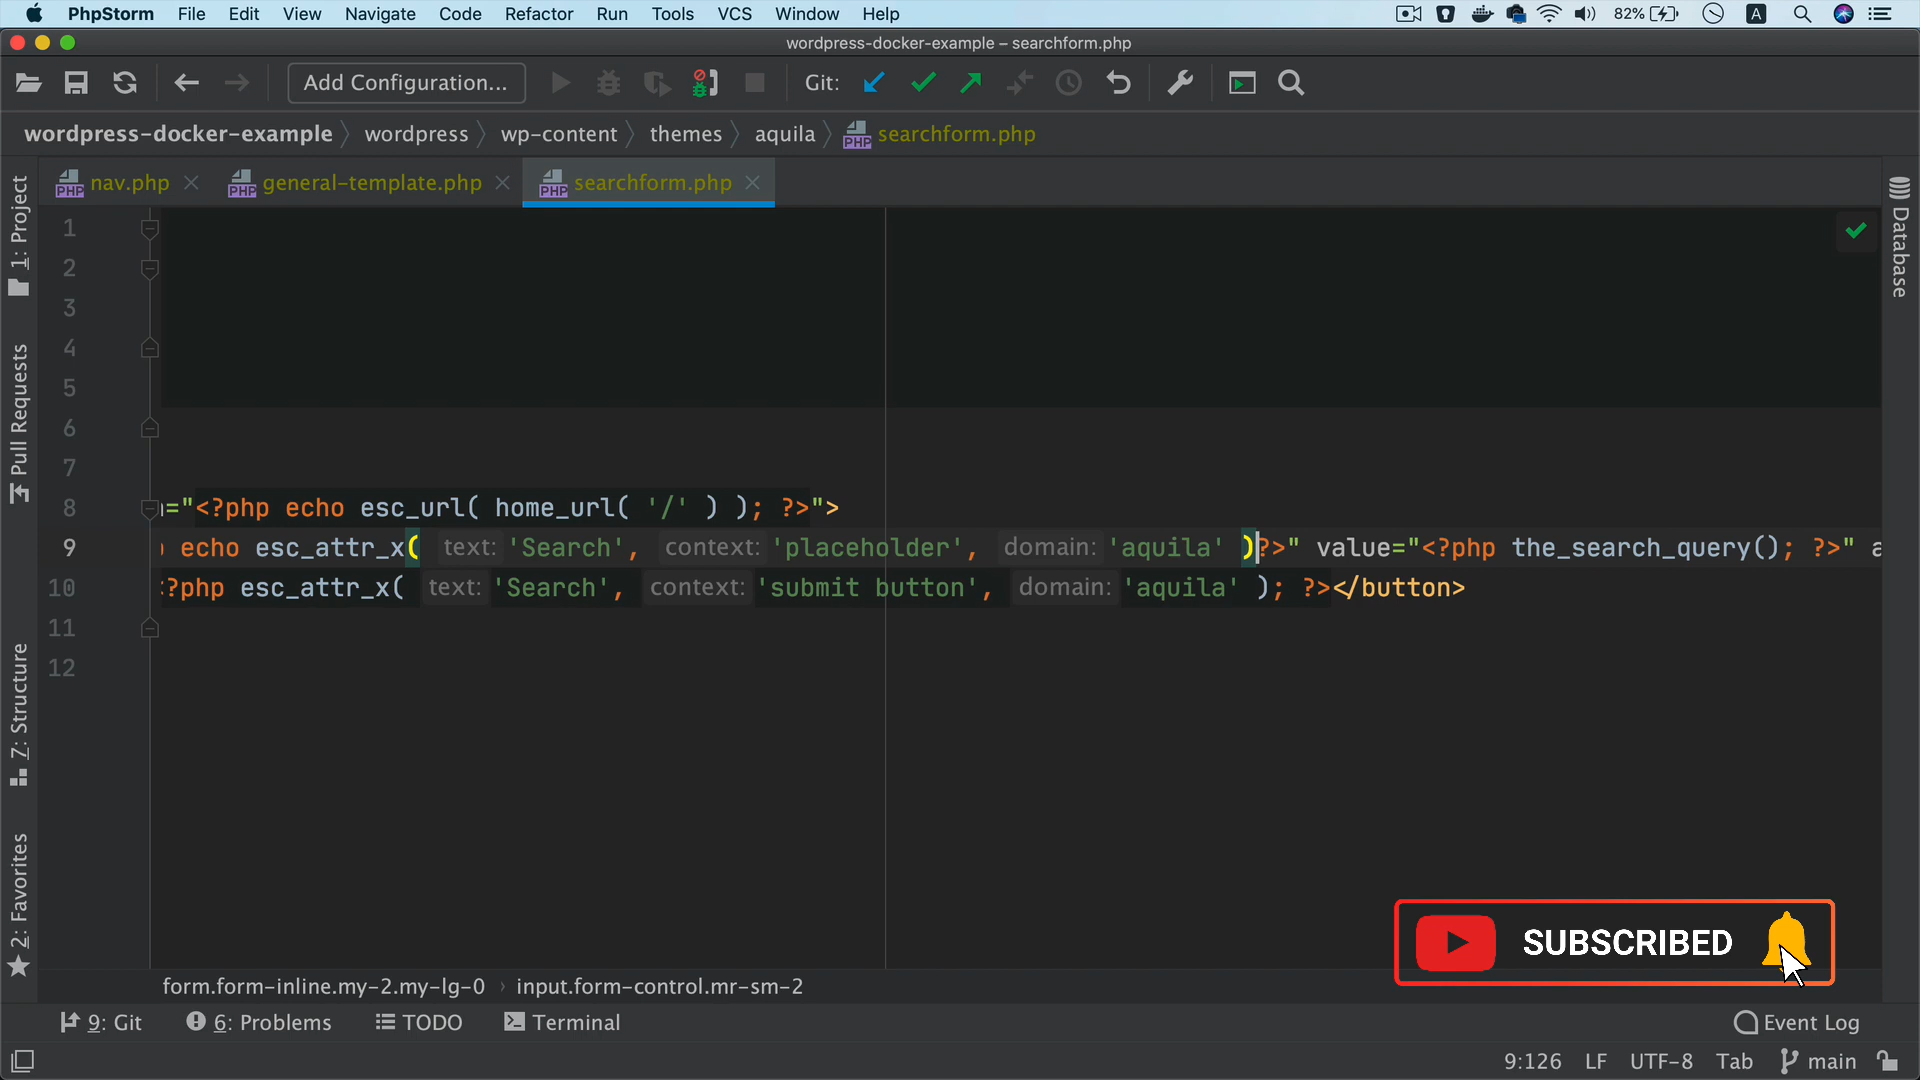 PhpStorm File Edit View Navigate Code Refactor Run Tools VCS Window Help 82% A
wordpress-docker-example – searchform.php
Add Configuration... Git:
wordpress-docker-example wordpress wp-content themes aquila searchform.php
nav.php general-template.php searchform.php
1: Project
Pull Requests
Z: Structure
2: Favorites
Database
1
2
3
4
5
6
7
8 ="<?php echo esc_url( home_url( '/' ) ); ?>">
9 echo esc_attr_x( text: 'Search', context: 'placeholder', domain: 'aquila' )?>" value="<?php the_search_query(); ?>" a
10 ?php esc_attr_x( text: 'Search', context: 'submit button', domain: 'aquila' ); ?></button>
11
12
SUBSCRIBED
form.form-inline.my-2.my-lg-0 › input.form-control.mr-sm-2
9: Git 6: Problems TODO Terminal Event Log
9:126 LF UTF-8 Tab main